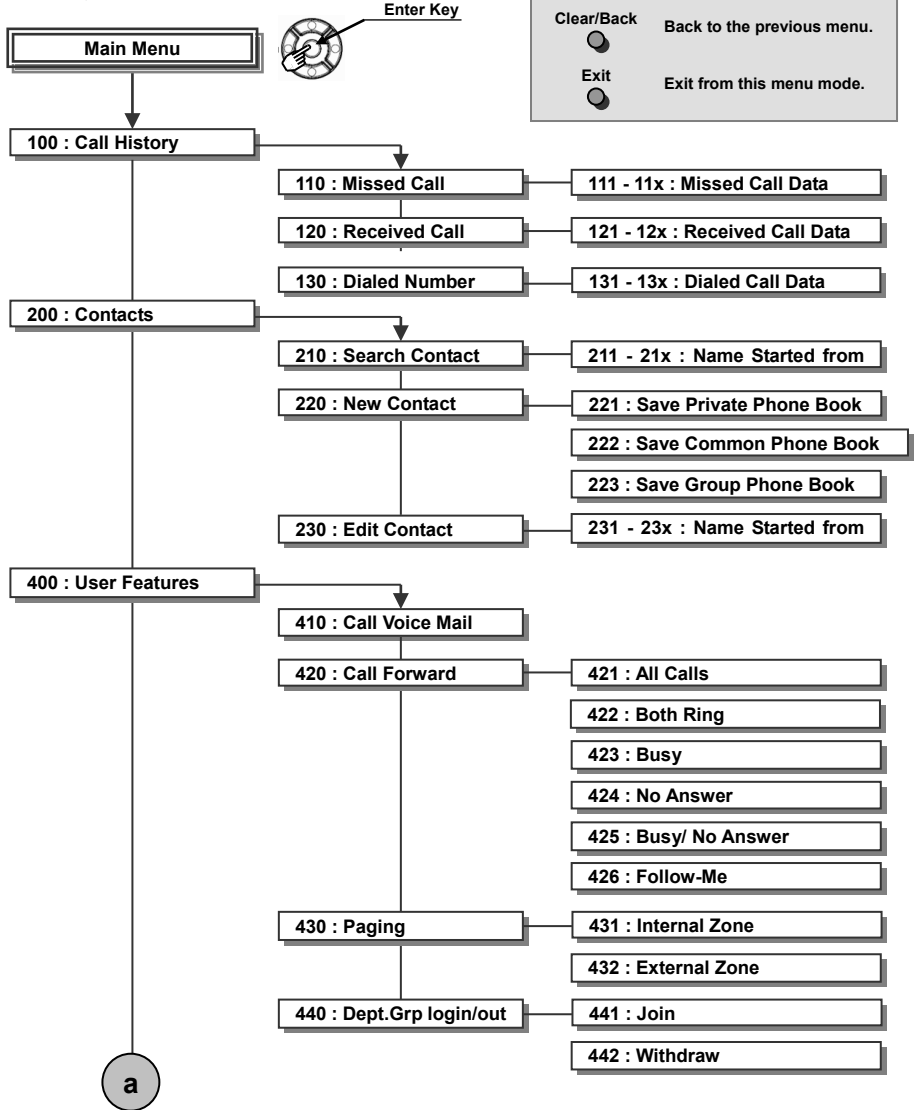 Enter Key
Main Menu
Clear/Back
Back to the previous menu.
Exit
Exit from this menu mode.
100 : Call History
110 : Missed Call
111 - 11x : Missed Call Data
120 : Received Call
121 - 12x : Received Call Data
130 : Dialed Number
131 - 13x : Dialed Call Data
200 : Contacts
210 : Search Contact
211 - 21x : Name Started from
220 : New Contact
221 : Save Private Phone Book
222 : Save Common Phone Book
223 : Save Group Phone Book
230 : Edit Contact
231 - 23x : Name Started from
400 : User Features
410 : Call Voice Mail
420 : Call Forward
421 : All Calls
422 : Both Ring
423 : Busy
424 : No Answer
425 : Busy/ No Answer
426 : Follow-Me
430 : Paging
431 : Internal Zone
432 : External Zone
440 : Dept.Grp login/out
441 : Join
442 : Withdraw
a